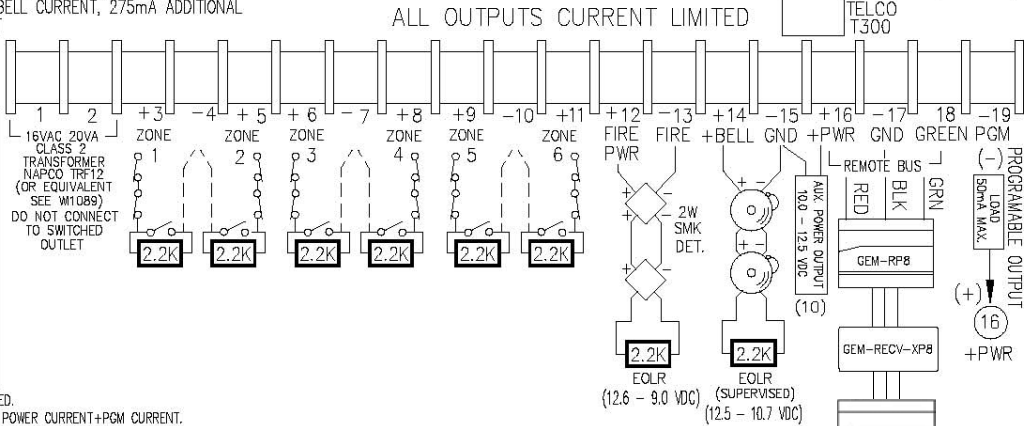 BELL CURRENT, 275mA ADDITIONAL
ALL OUTPUTS CURRENT LIMITED
TELCO
T300
1 2 +3 -4 +5 +6 -7 +8 +9 -10 +11 +12 -13 +14 -15 +16 -17 18 -19
ZONE ZONE ZONE ZONE ZONE ZONE FIRE FIRE +BELL GND +PWR GND GREEN PGM
1 2 3 4 5 6 PWR
16VAC 20VA
CLASS 2
TRANSFORMER
NAPCO TRF12
(OR EQUIVALENT
SEE WI1089)
DO NOT CONNECT
TO SWITCHED
OUTLET
2.2K 2.2K 2.2K 2.2K 2.2K 2.2K
+ -
+ -
2W
SMK
DET.
2.2K
EOLR
(12.6 - 9.0 VDC)
+ -
+ -
2.2K
EOLR
(SUPERVISED)
(12.5 - 10.7 VDC)
AUX. POWER OUTPUT
10.0 - 12.5 VDC
(10)
REMOTE BUS
RED
BLK
GRN
GEM-RP8
GEM-RECV-XP8
(-)
LOAD
50mA MAX.
PROGRAMABLE OUTPUT
(+)
16
+PWR
ED.
POWER CURRENT+PGM CURRENT.